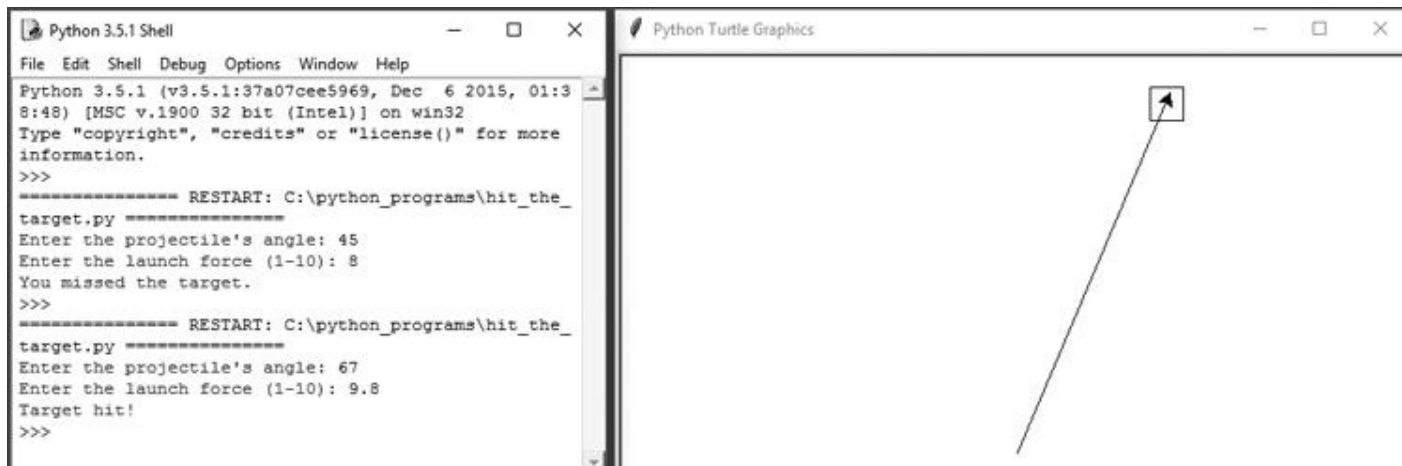 Python 3.5.1 Shell
File Edit Shell Debug Options Window Help
Python 3.5.1 (v3.5.1:37a07cee5969, Dec  6 2015, 01:3
8:48) [MSC v.1900 32 bit (Intel)] on win32
Type "copyright", "credits" or "license()" for more
information.
>>>
=============== RESTART: C:\python_programs\hit_the_
target.py ===============
Enter the projectile's angle: 45
Enter the launch force (1-10): 8
You missed the target.
>>>
=============== RESTART: C:\python_programs\hit_the_
target.py ===============
Enter the projectile's angle: 67
Enter the launch force (1-10): 9.8
Target hit!
>>>
Python Turtle Graphics